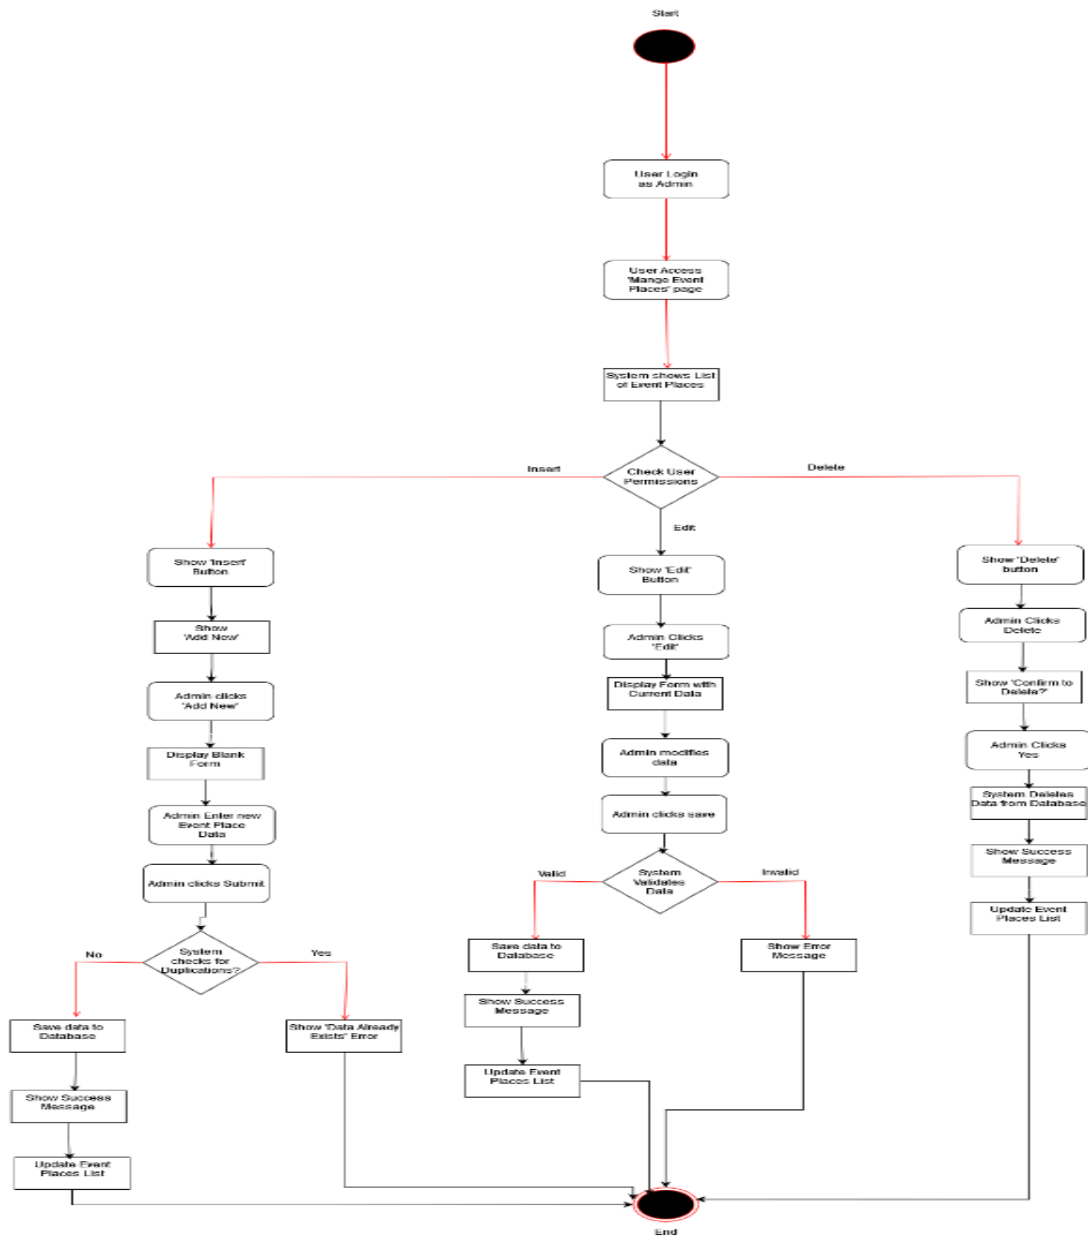 Start
User Login
as Admin
User Access
'Mange Event
Places' page
System shows List
of Event Places
Check User
Permissions
Insert
Delete
Edit
Show 'Insert'
Button
Show
'Add New'
Admin clicks
'Add New'
Display Blank
Form
Admin Enter new
Event Place
Data
Admin clicks Submit
System
checks for
Duplications?
No
Yes
Save data to
Database
Show Success
Message
Update Event
Places List
Show 'Data Already
Exists' Error
Show 'Edit'
Button
Admin Clicks
'Edit'
Display Form with
Current Data
Admin modifies
data
Admin clicks save
System
Validates
Data
Valid
Invalid
Save data to
Database
Show Success
Message
Update Event
Places List
Show Error
Message
Show 'Delete'
button
Admin Clicks
Delete
Show 'Confirm to
Delete?'
Admin Clicks
Yes
System Deletes
Data from Database
Show Success
Message
Update Event
Places List
End